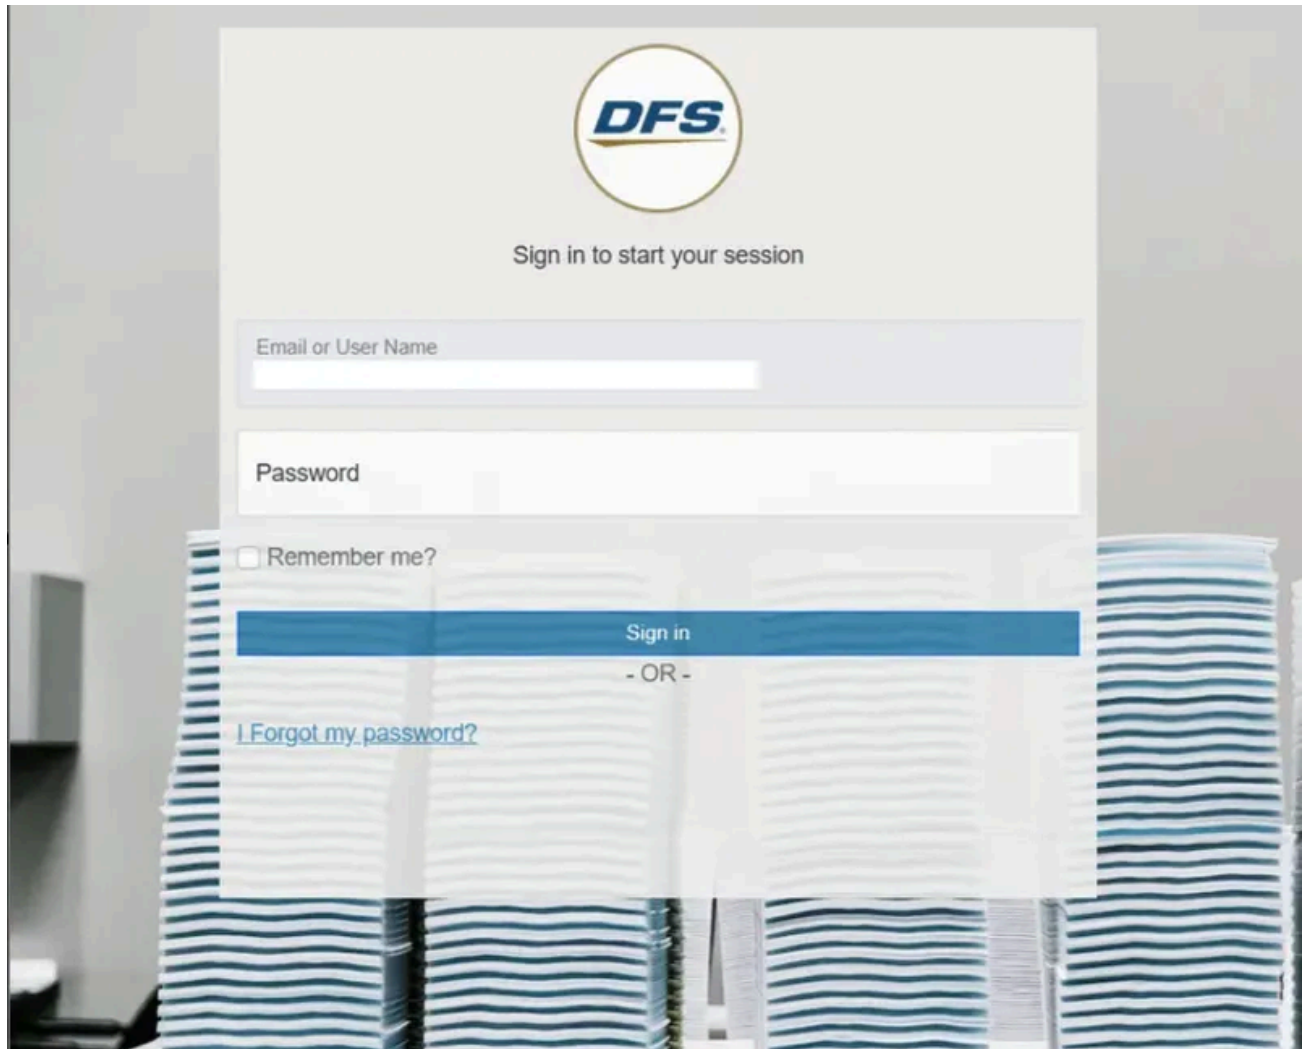 DFS®
Sign in to start your session
Email or User Name
Password
Remember me?
Sign in
- OR -
I Forgot my password?